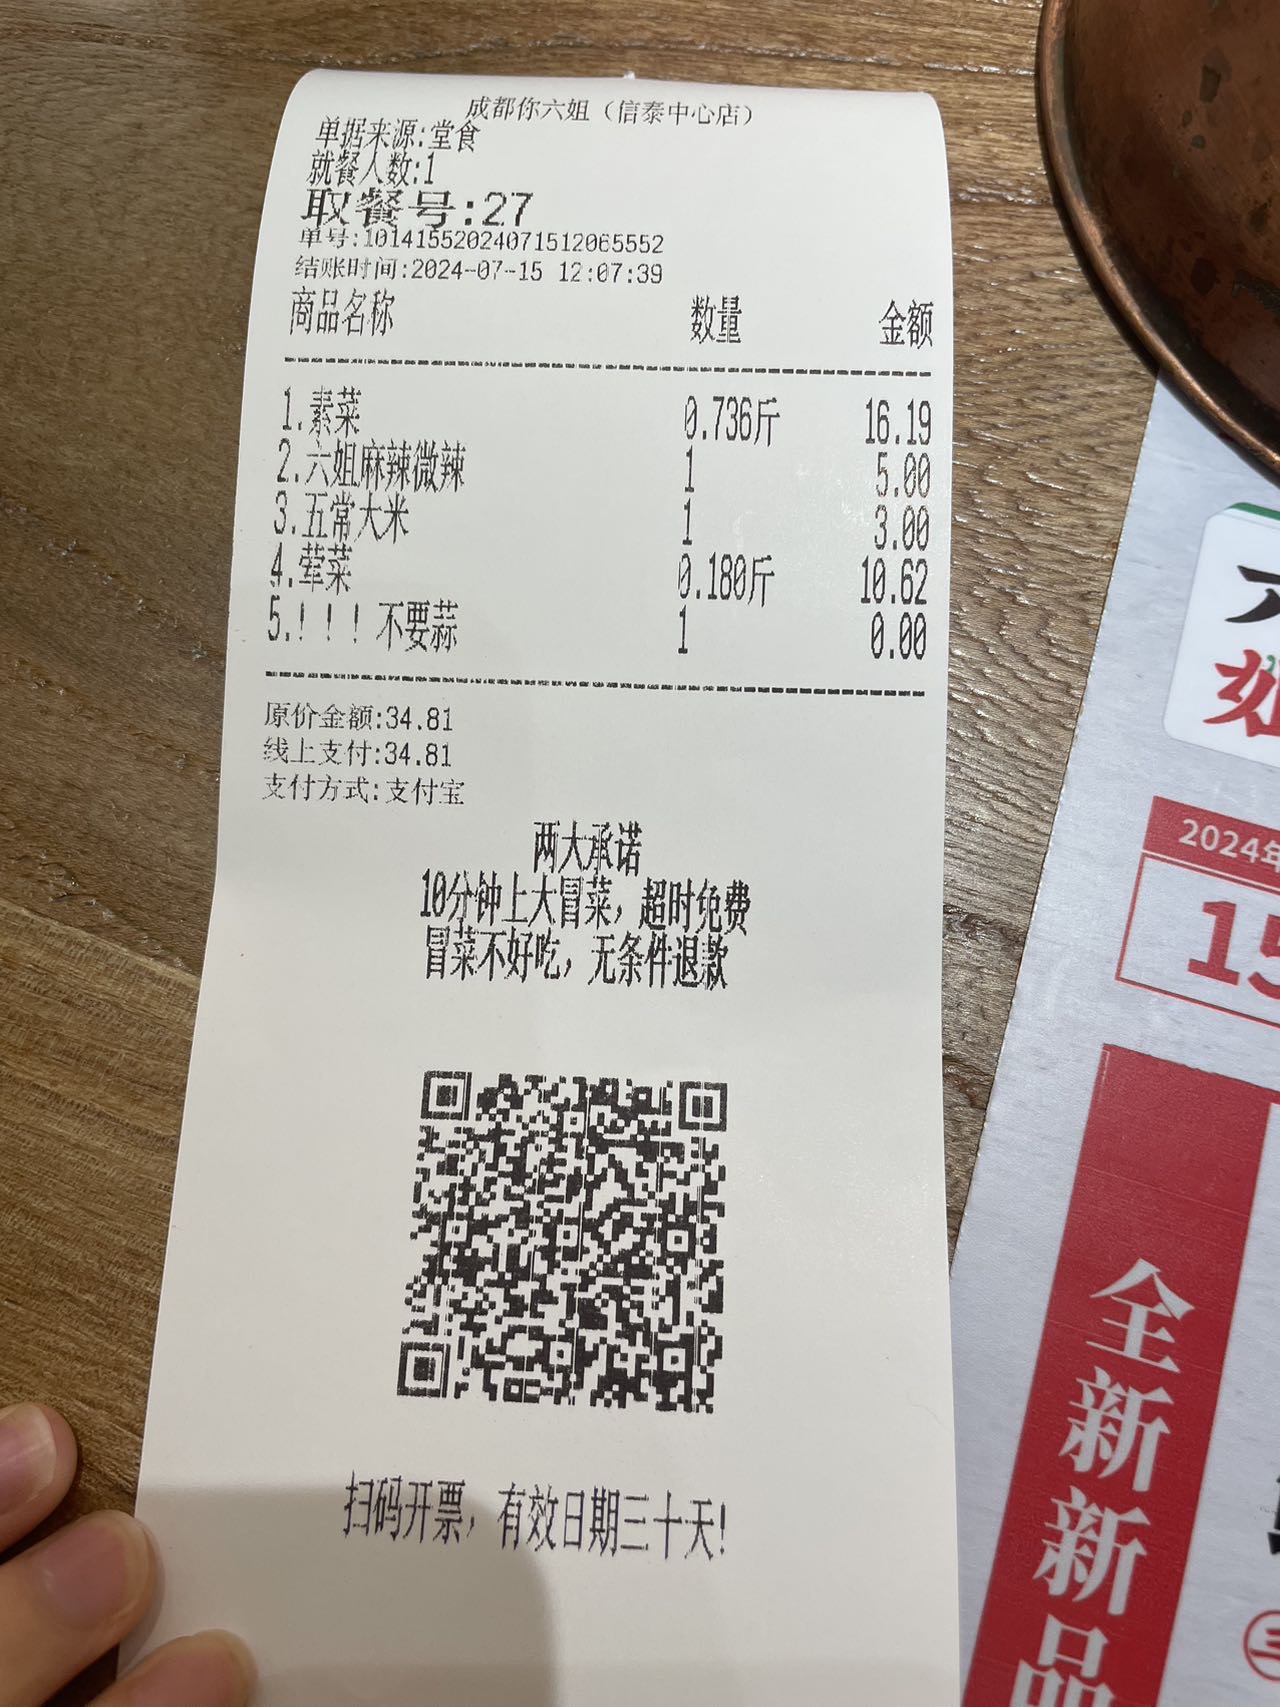 成都你六姐（信泰中心店）
单据来源:堂食
就餐人数:1
取餐号:27
单号:10141552024071512065552
结账时间:2024-07-15 12:07:39
商品名称 数量 金额
1.素菜 0.736斤 16.19
2.六姐麻辣微辣 1 5.00
3.五常大米 1 3.00
4.荤菜 0.180斤 10.62
5.！！！不要蒜 1 0.00
原价金额:34.81
线上支付:34.81
支付方式:支付宝
两大承诺
10分钟上大冒菜，超时免费
冒菜不好吃，无条件退款
扫码开票，有效日期三十天!
2024年
15
全新新品